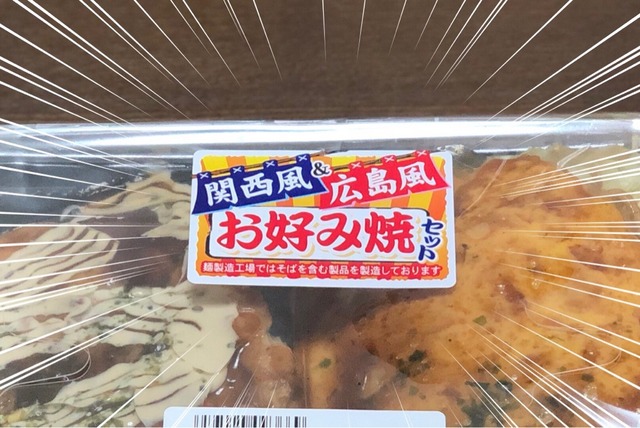 関西風&広島風
お好み焼セット
麺製造工場ではそばを含む製品を製造しております